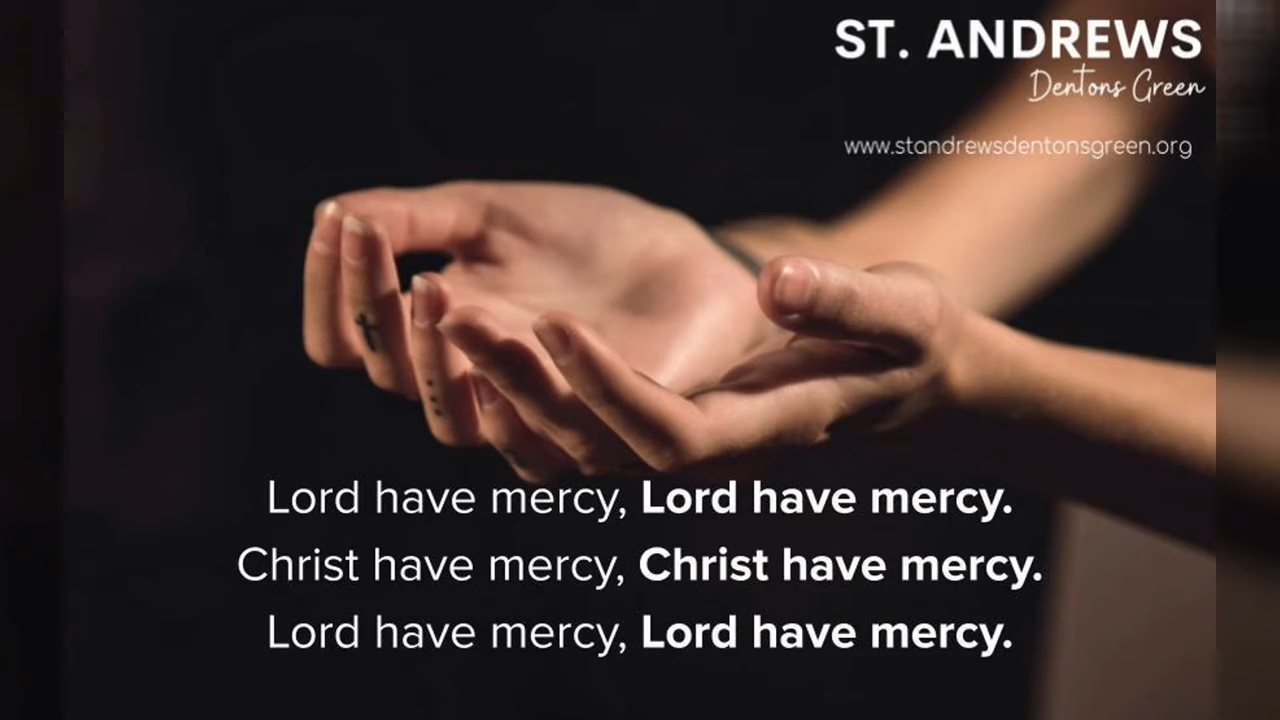 ST. ANDREWS
Dentons Green
www.standrewsdentonsgreen.org
Lord have mercy, Lord have mercy.
Christ have mercy, Christ have mercy.
Lord have mercy, Lord have mercy.